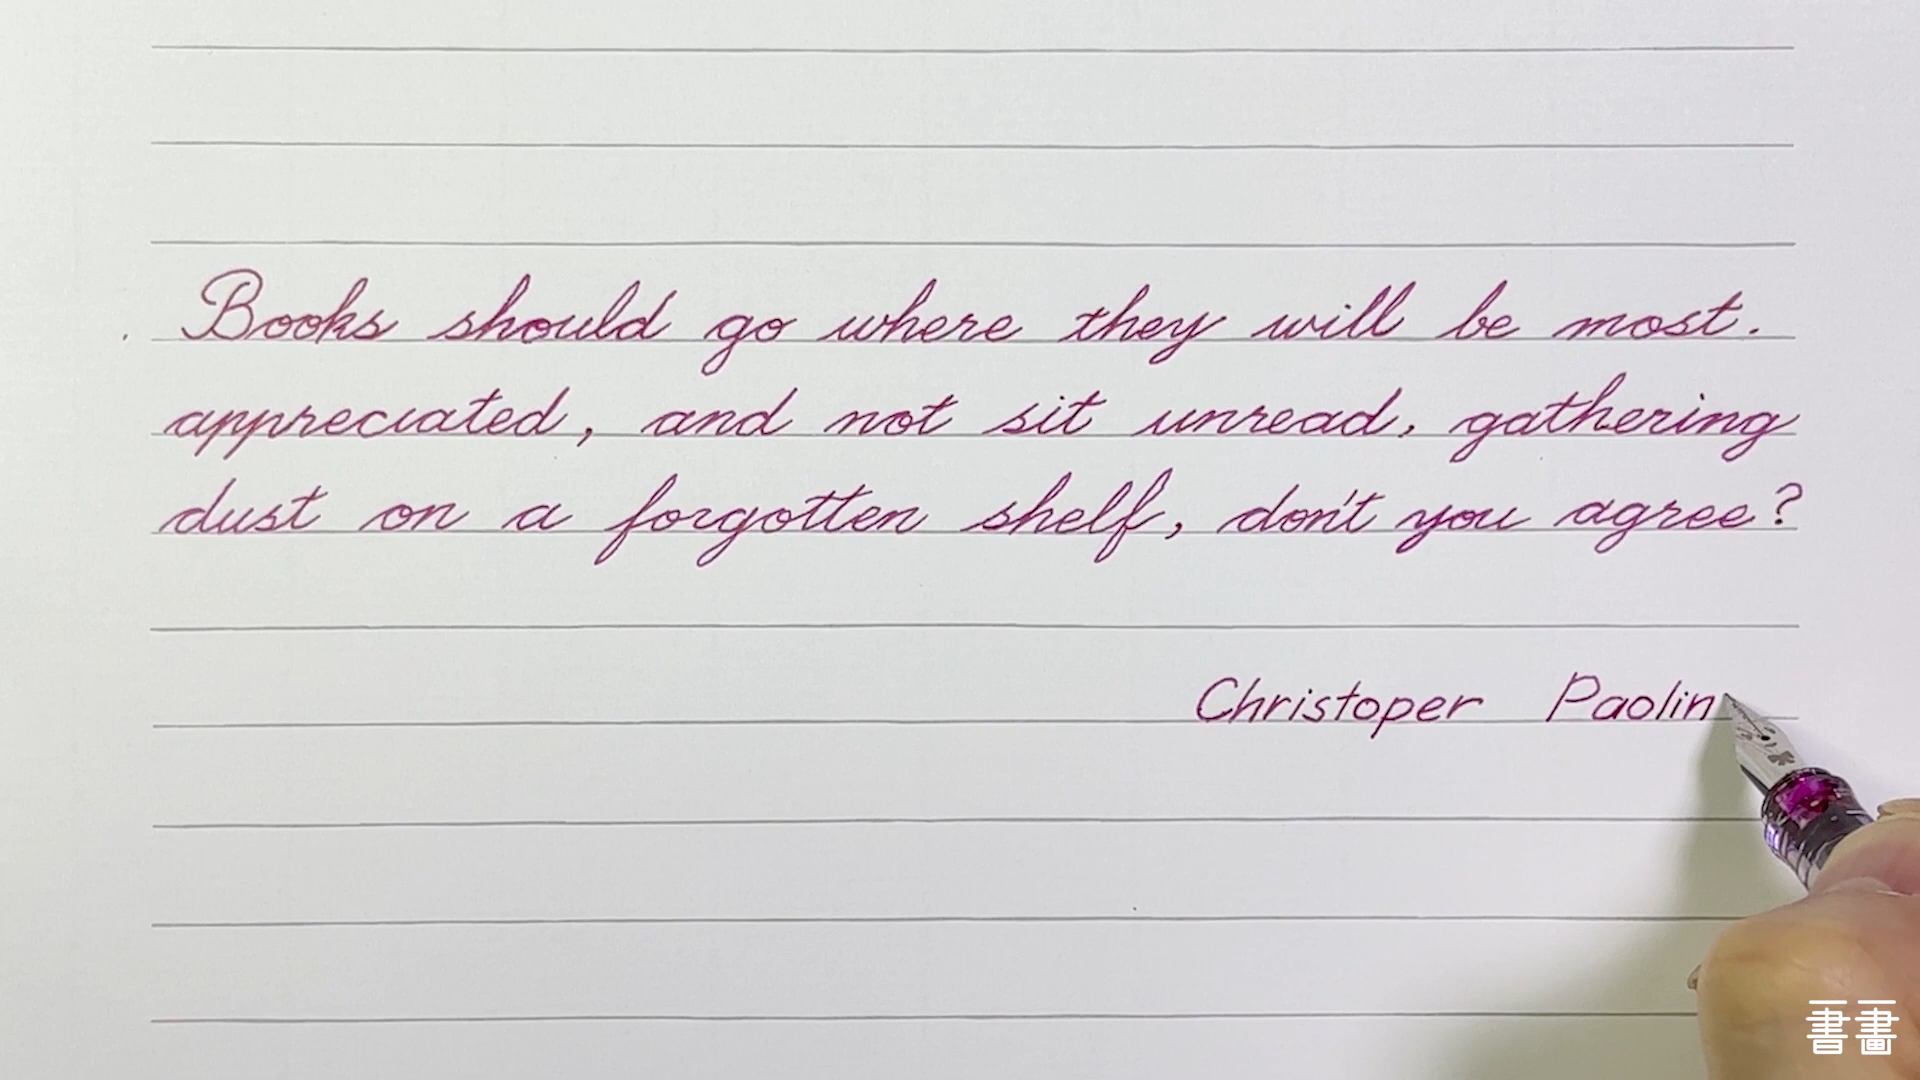 Books should go where they will be most.
appreciated, and not sit unread, gathering
dust on a forgotten shelf, don't you agree?
Christoper Paolin
書畫